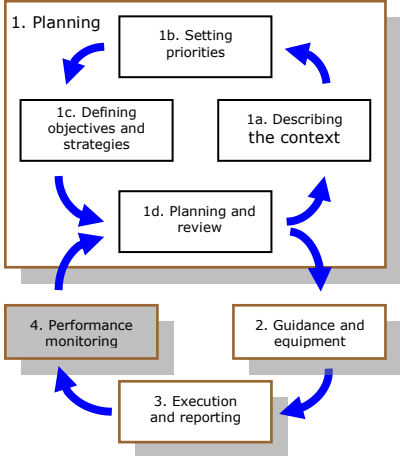 1. Planning
1b. Setting
priorities
1c. Defining
objectives and
strategies
1a. Describing
the context
1d. Planning and
review
4. Performance
monitoring
2. Guidance and
equipment
3. Execution
and reporting